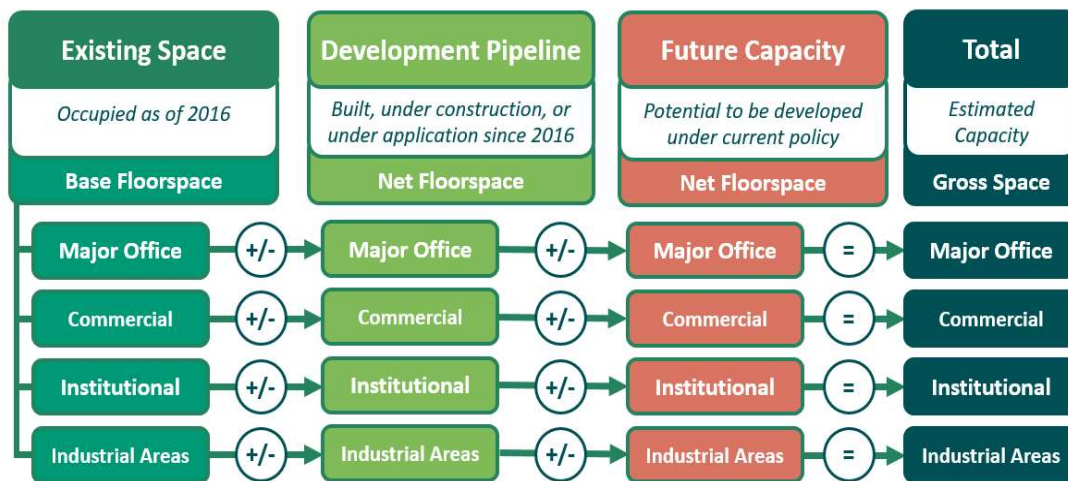 Existing Space
Development Pipeline
Future Capacity
Total
Occupied as of 2016
Built, under construction, or
under application since 2016
Potential to be developed
under current policy
Estimated
Capacity
Base Floorspace
Net Floorspace
Net Floorspace
Gross Space
Major Office +/- Major Office +/- Major Office = Major Office
Commercial +/- Commercial +/- Commercial = Commercial
Institutional +/- Institutional +/- Institutional = Institutional
Industrial Areas +/- Industrial Areas +/- Industrial Areas = Industrial Areas